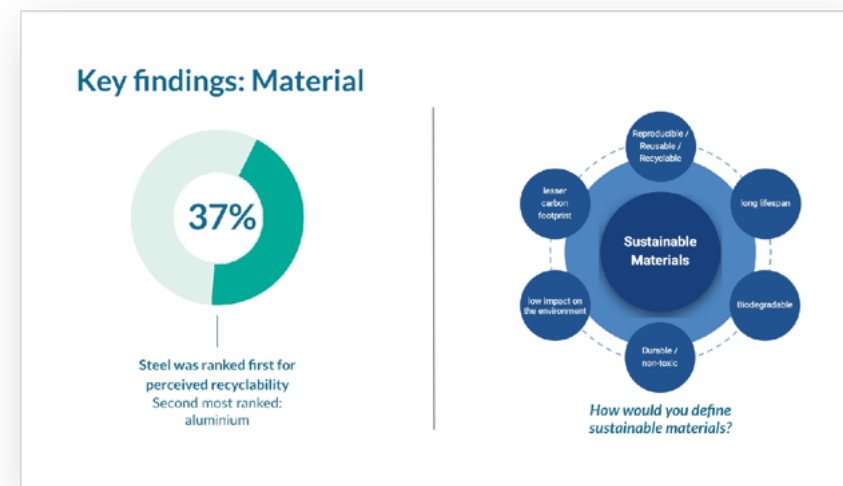 Key findings: Material
37%
Steel was ranked first for
perceived recyclability
Second most ranked:
aluminium
Reproducible /
Reusable /
Recyclable
lesser
carbon
footprint
long lifespan
Sustainable
Materials
low impact on
the environment
Biodegradable
Durable /
non-toxic
How would you define
sustainable materials?